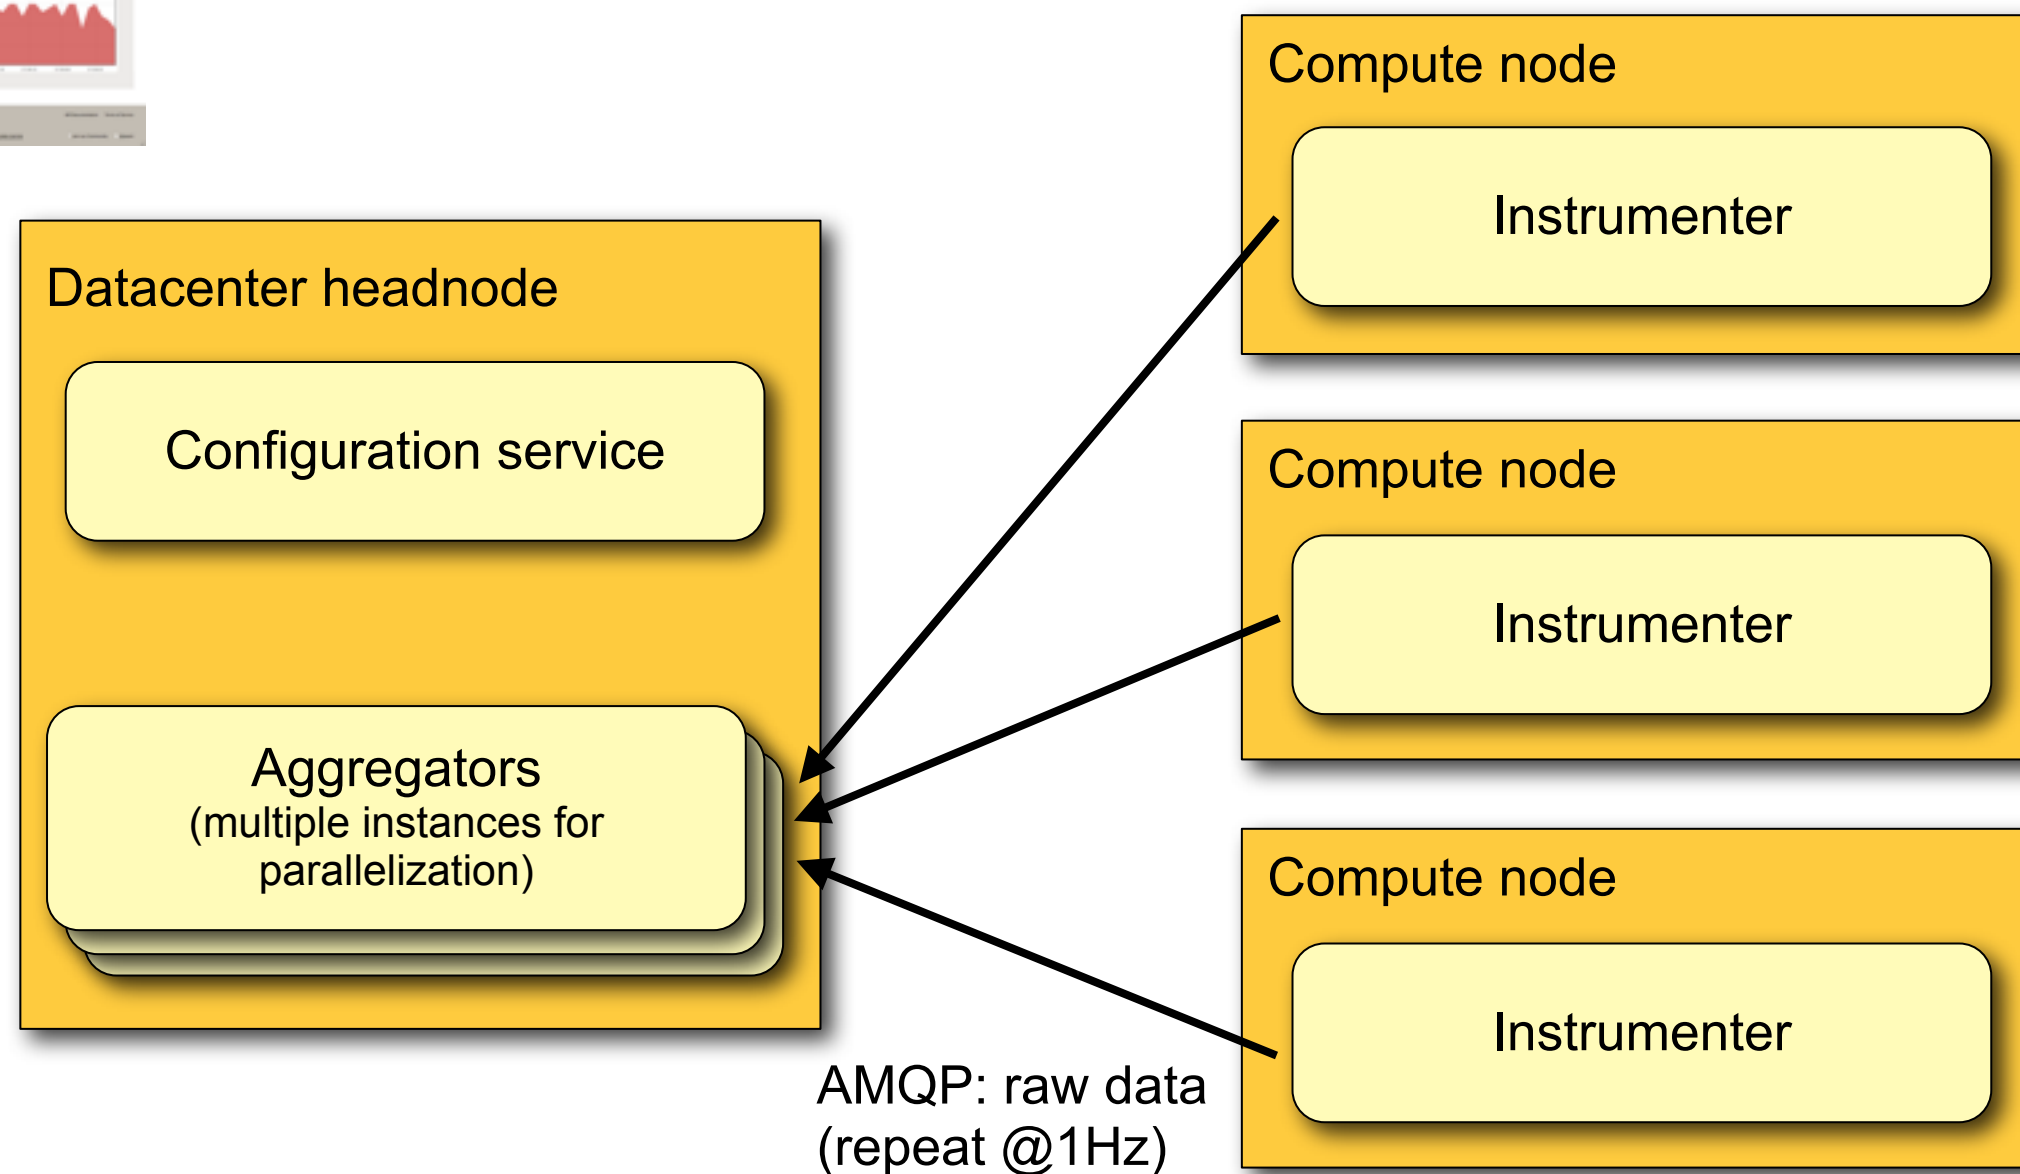 Compute node
Instrumenter
Datacenter headnode
Configuration service
Aggregators
(multiple instances for
parallelization)
Compute node
Instrumenter
Compute node
Instrumenter
AMQP: raw data
(repeat @1Hz)